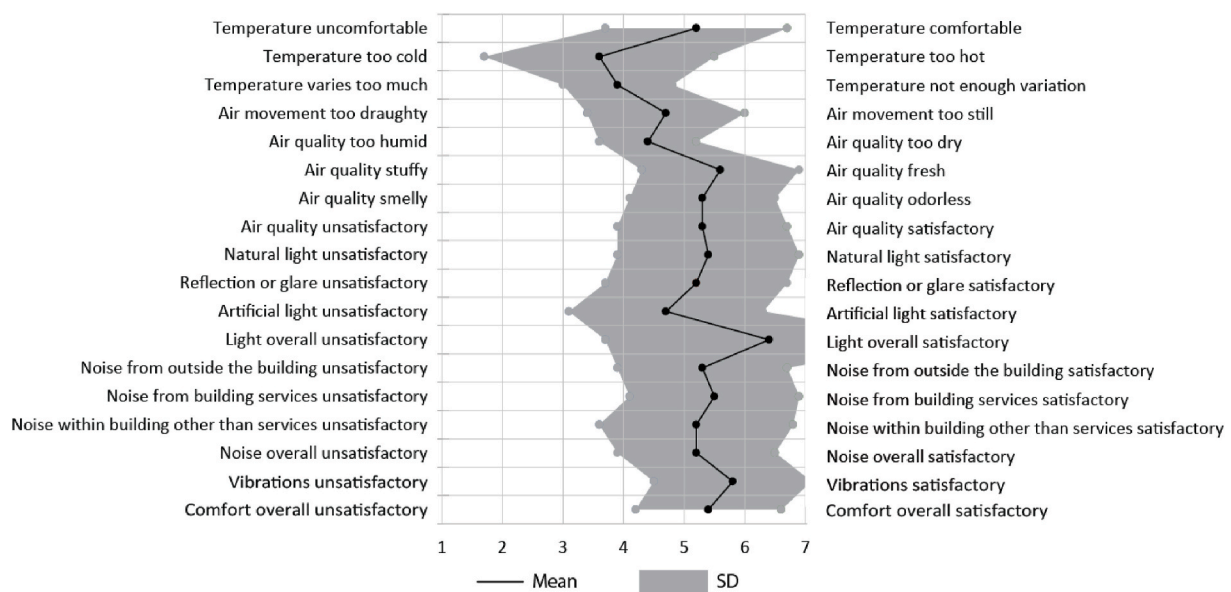 Temperature uncomfortable Temperature comfortable
Temperature too cold Temperature too hot
Temperature varies too much Temperature not enough variation
Air movement too draughty Air movement too still
Air quality too humid Air quality too dry
Air quality stuffy Air quality fresh
Air quality smelly Air quality odorless
Air quality unsatisfactory Air quality satisfactory
Natural light unsatisfactory Natural light satisfactory
Reflection or glare unsatisfactory Reflection or glare satisfactory
Artificial light unsatisfactory Artificial light satisfactory
Light overall unsatisfactory Light overall satisfactory
Noise from outside the building unsatisfactory Noise from outside the building satisfactory
Noise from building services unsatisfactory Noise from building services satisfactory
Noise within building other than services unsatisfactory Noise within building other than services satisfactory
Noise overall unsatisfactory Noise overall satisfactory
Vibrations unsatisfactory Vibrations satisfactory
Comfort overall unsatisfactory Comfort overall satisfactory
1 2 3 4 5 6 7
Mean SD